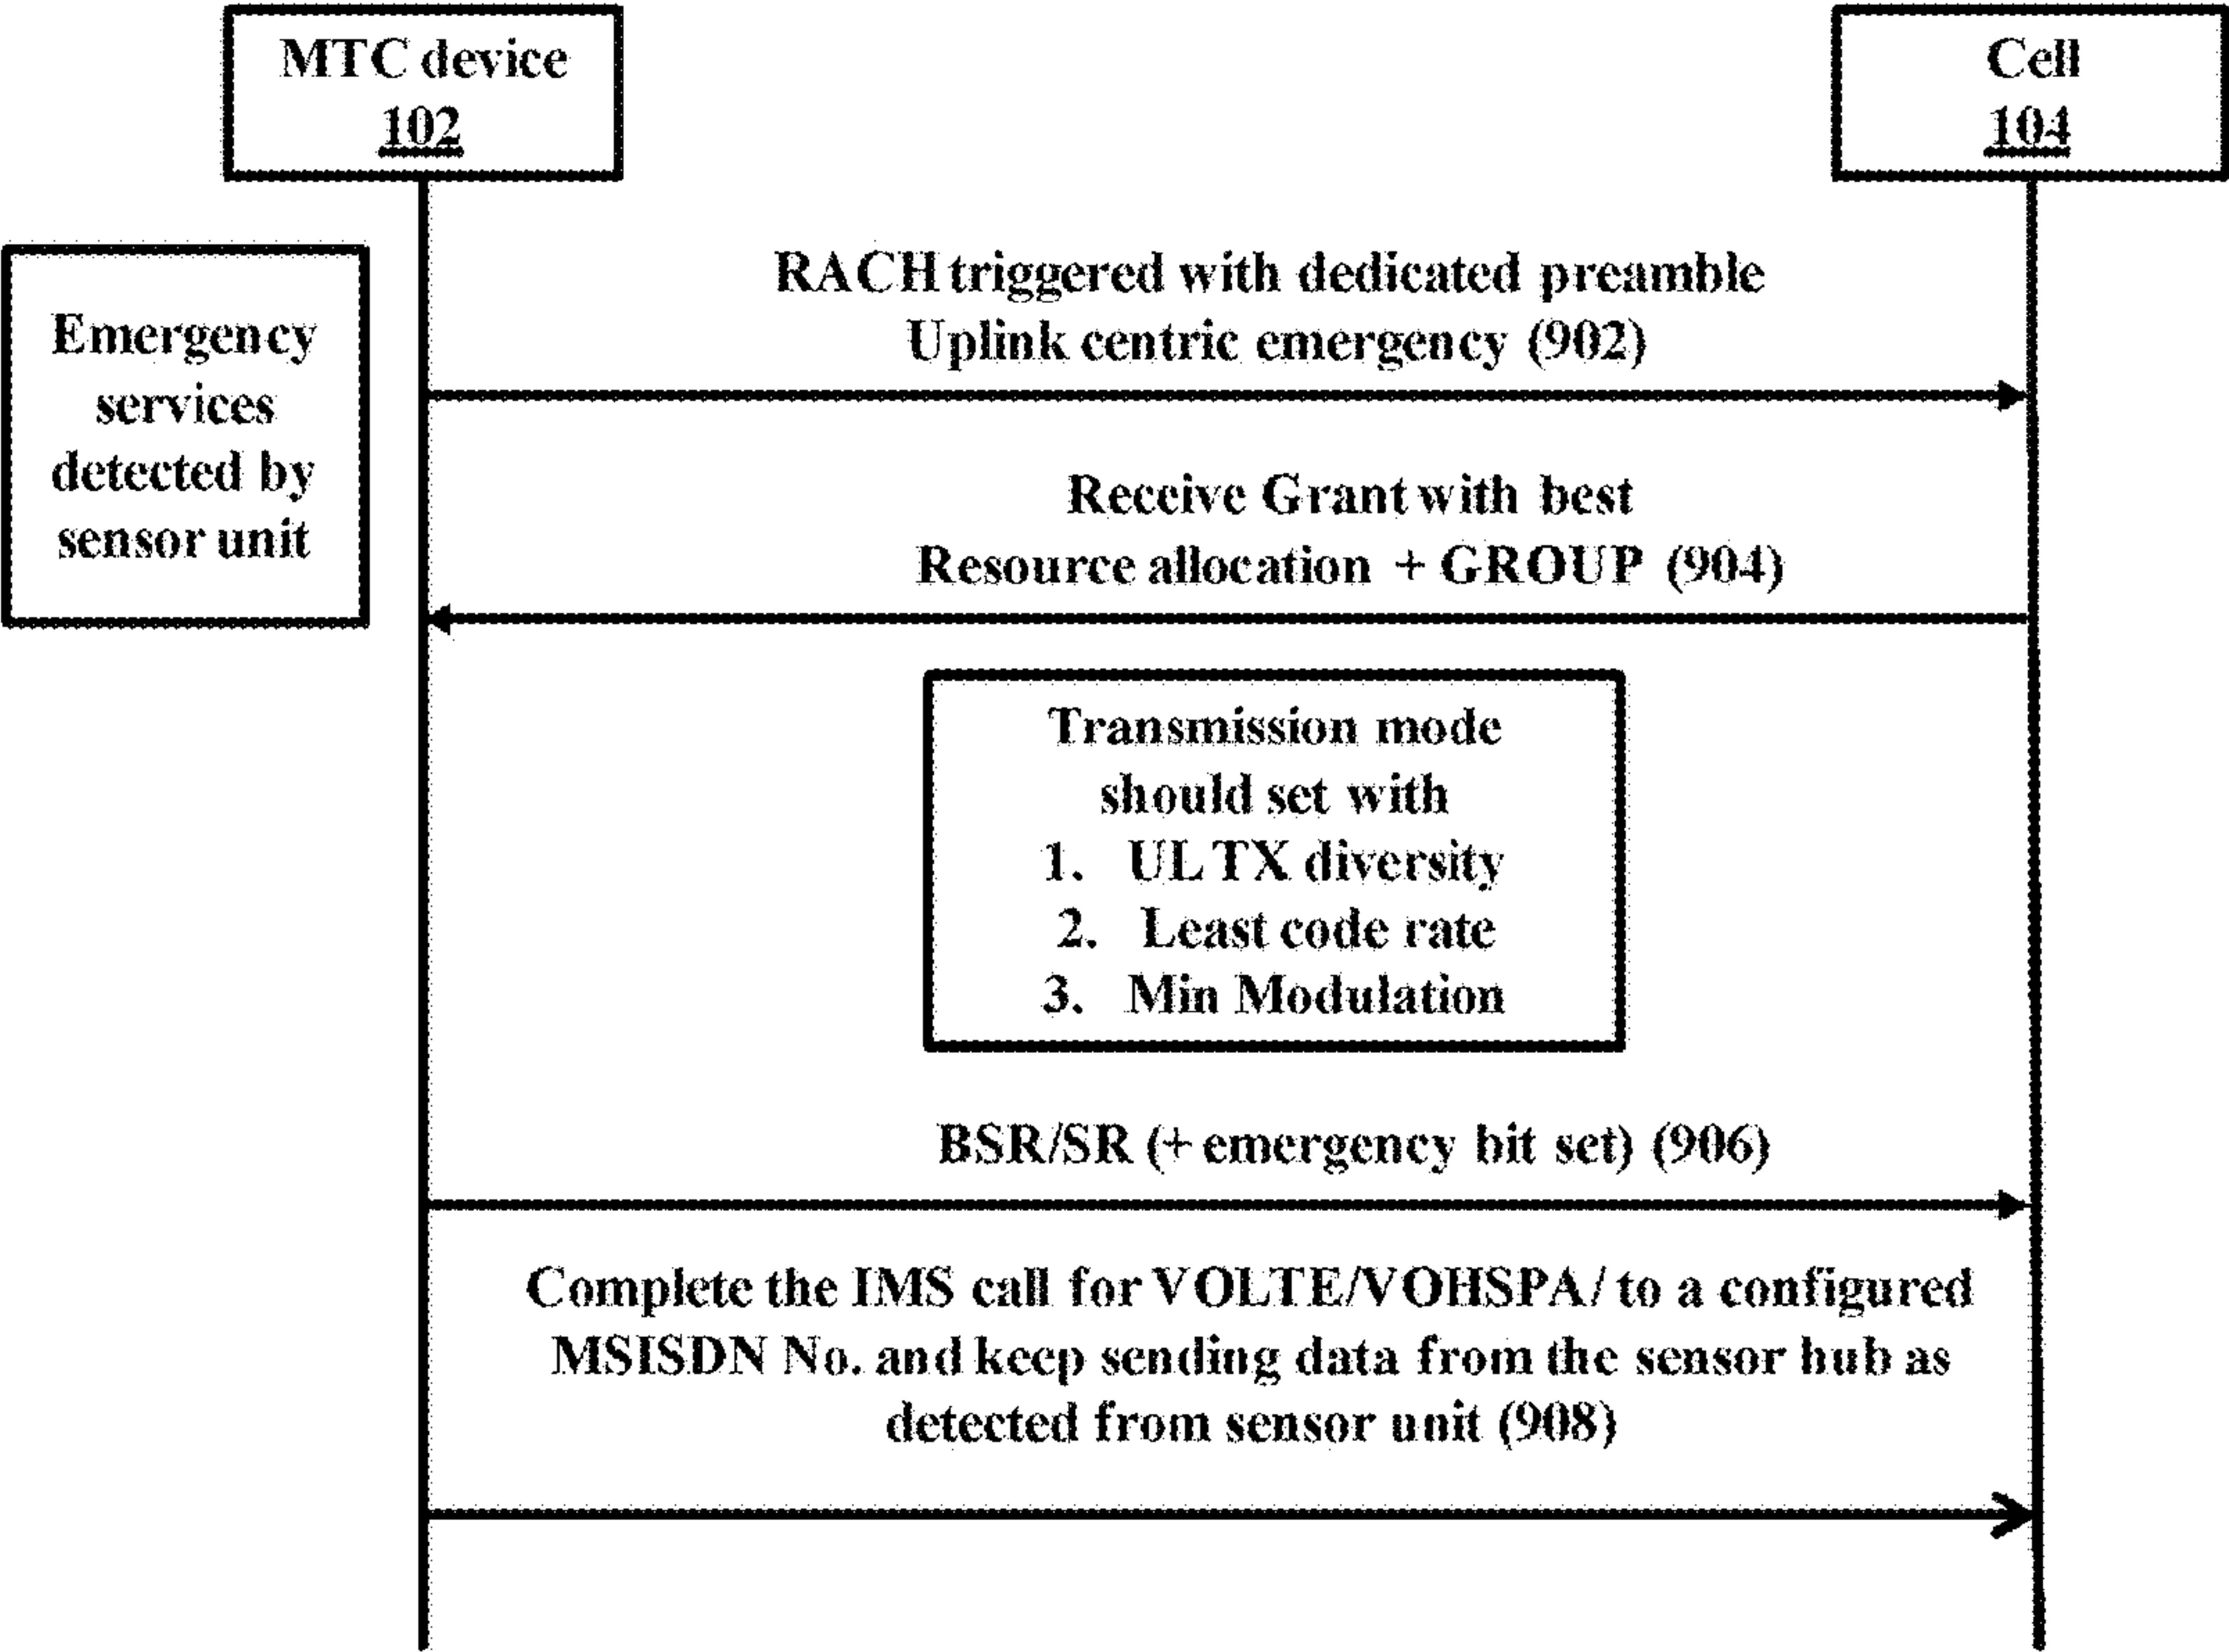 MTC device
102
Cell
104
Emergency
services
detected by
sensor unit
RACH triggered with dedicated preamble
Uplink centric emergency (902)
Receive Grant with best
Resource allocation + GROUP (904)
Transmission mode
should set with
1. UL TX diversity
2. Least code rate
3. Min Modulation
BSR/SR (+ emergency bit set) (906)
Complete the IMS call for VOLTE/VOHSPA/ to a configured
MSISDN No. and keep sending data from the sensor hub as
detected from sensor unit (908)